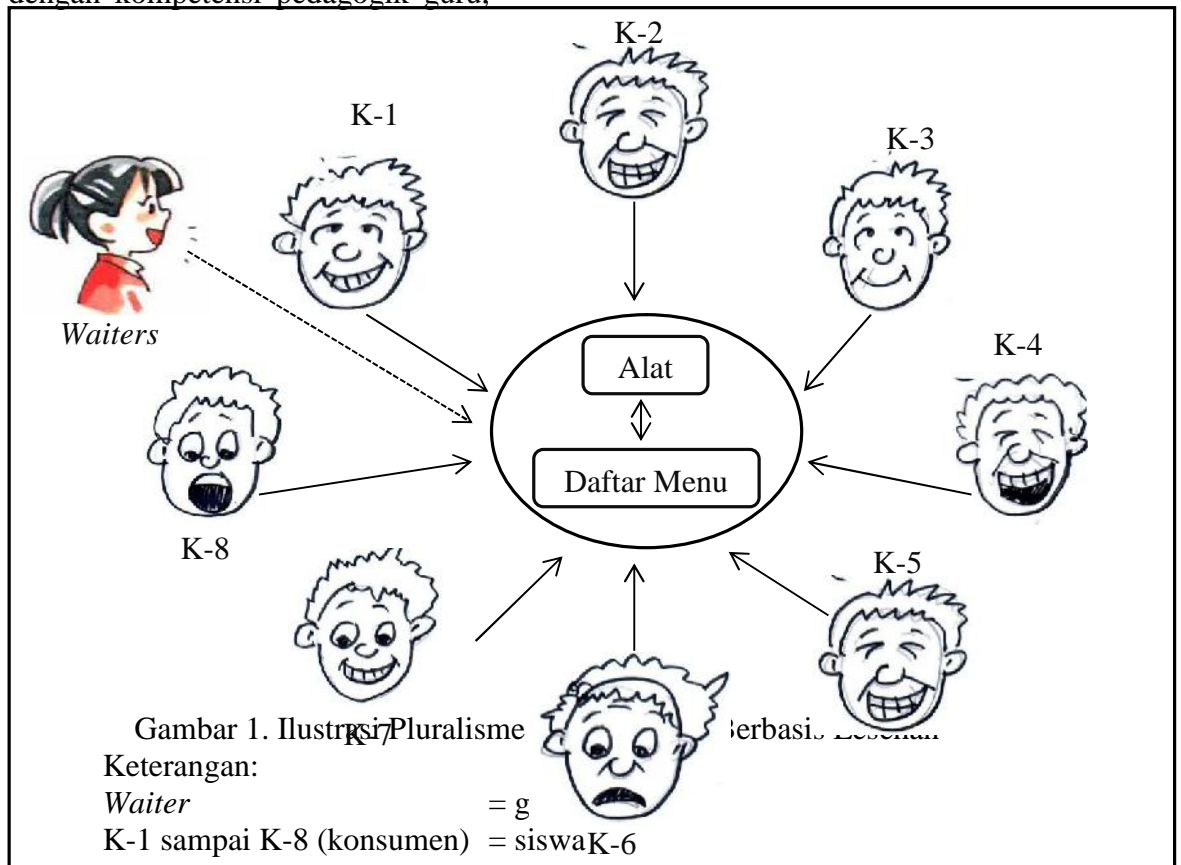 dengan kompetensi pedagogik guru,
K-2
K-1
K-3
Waiters
K-4
Alat
Daftar Menu
K-8
K-5
K-7
Gambar 1. Ilustrasi Pluralisme Berbasis
Keterangan:
Waiter = g
K-1 sampai K-8 (konsumen) = siswa
K-6